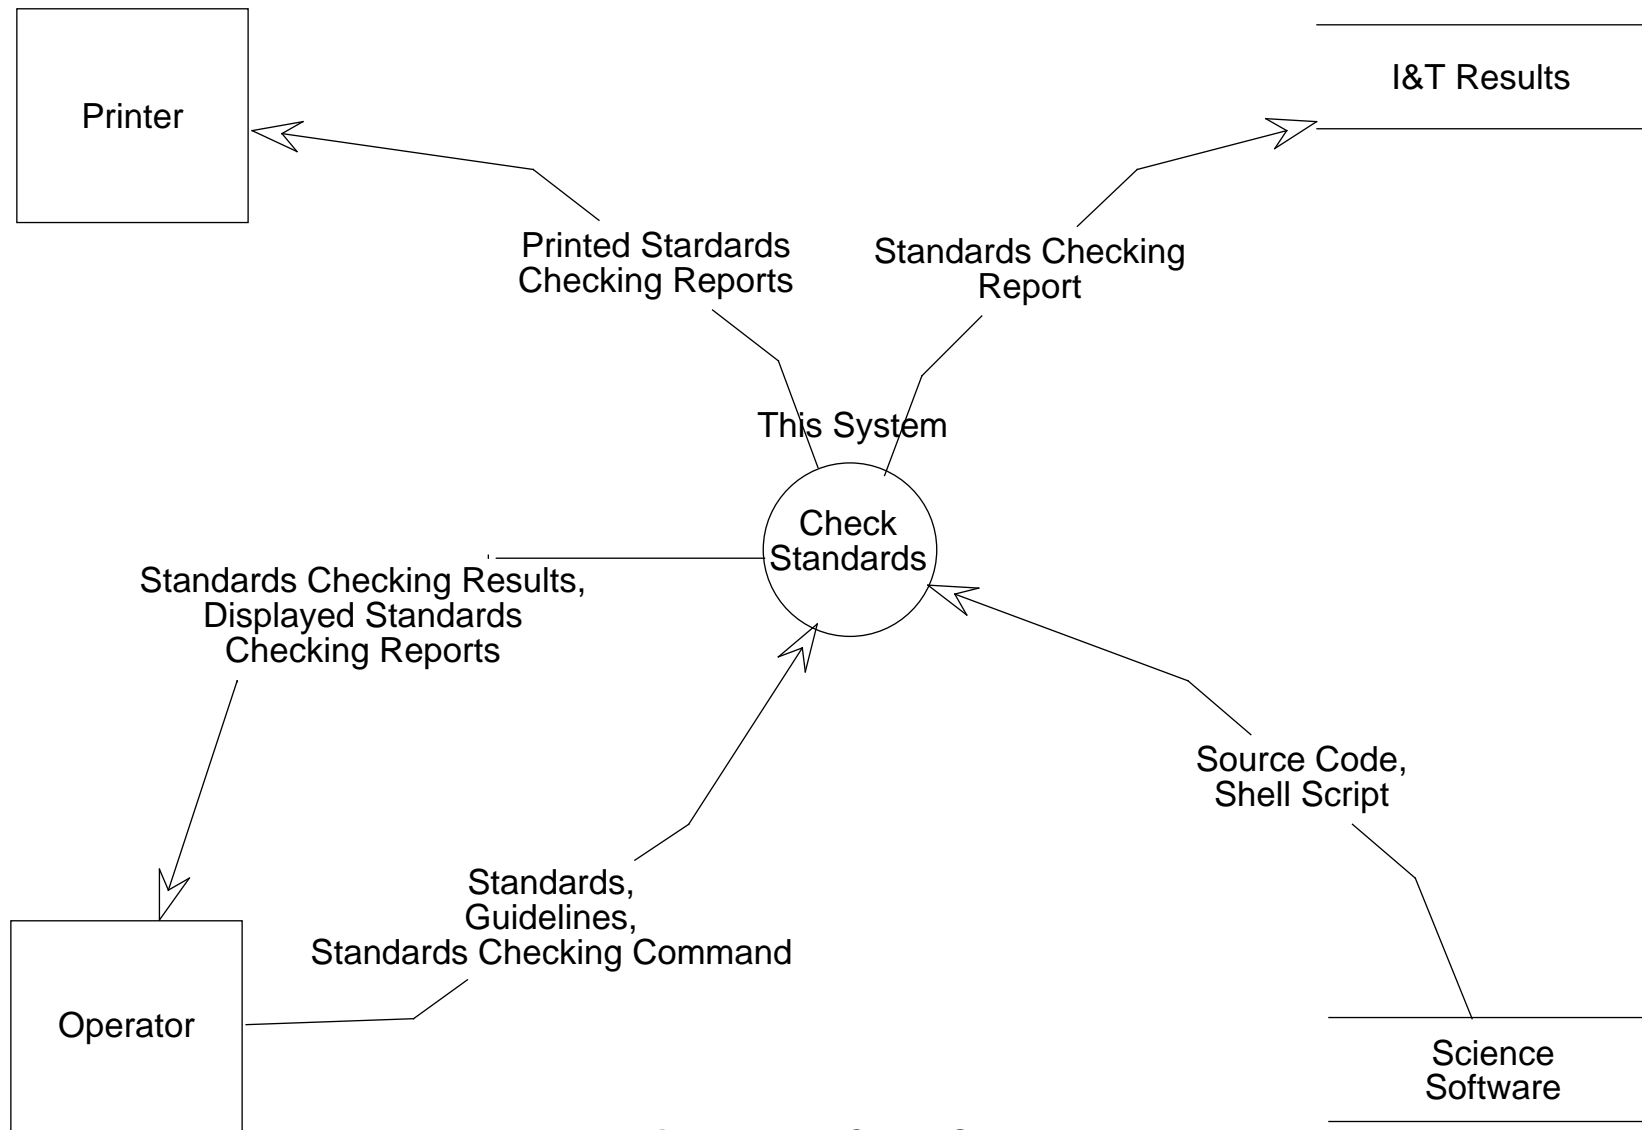 Printer
I&T Results
Printed Stardards
Checking Reports
Standards Checking
Report
This System
Check
Standards
Standards Checking Results,
Displayed Standards
Checking Reports
Source Code,
Shell Script
Standards,
Guidelines,
Standards Checking Command
Operator
Science
Software